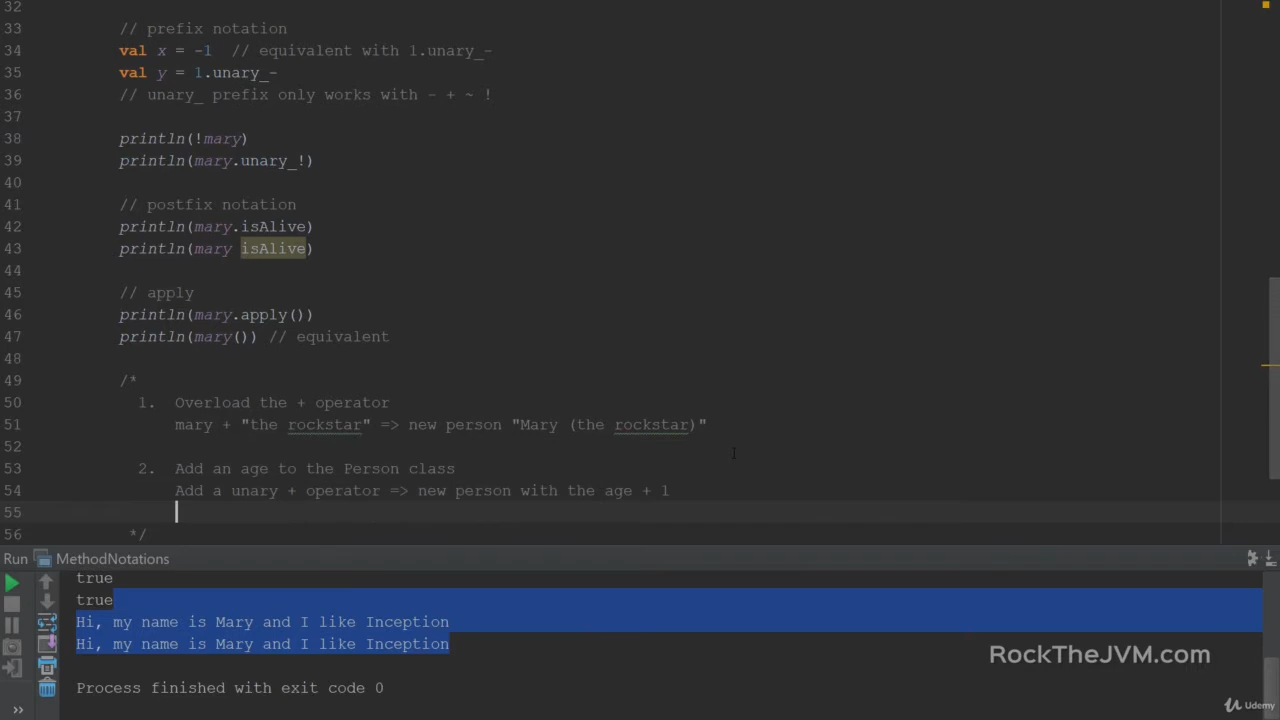 32
33 // prefix notation
34 val x = -1 // equivalent with 1.unary_-
35 val y = 1.unary_-
36 // unary_ prefix only works with - + ~ !
37
38 println(!mary)
39 println(mary.unary_!)
40
41 // postfix notation
42 println(mary.isAlive)
43 println(mary isAlive)
44
45 // apply
46 println(mary.apply())
47 println(mary()) // equivalent
48
49 /*
50 1. Overload the + operator
51 mary + "the rockstar" => new person "Mary (the rockstar)"
52
53 2. Add an age to the Person class
54 Add a unary + operator => new person with the age + 1
55
56 */
Run MethodNotations
true
true
Hi, my name is Mary and I like Inception
Hi, my name is Mary and I like Inception
RockTheJVM.com
Process finished with exit code 0
Udemy